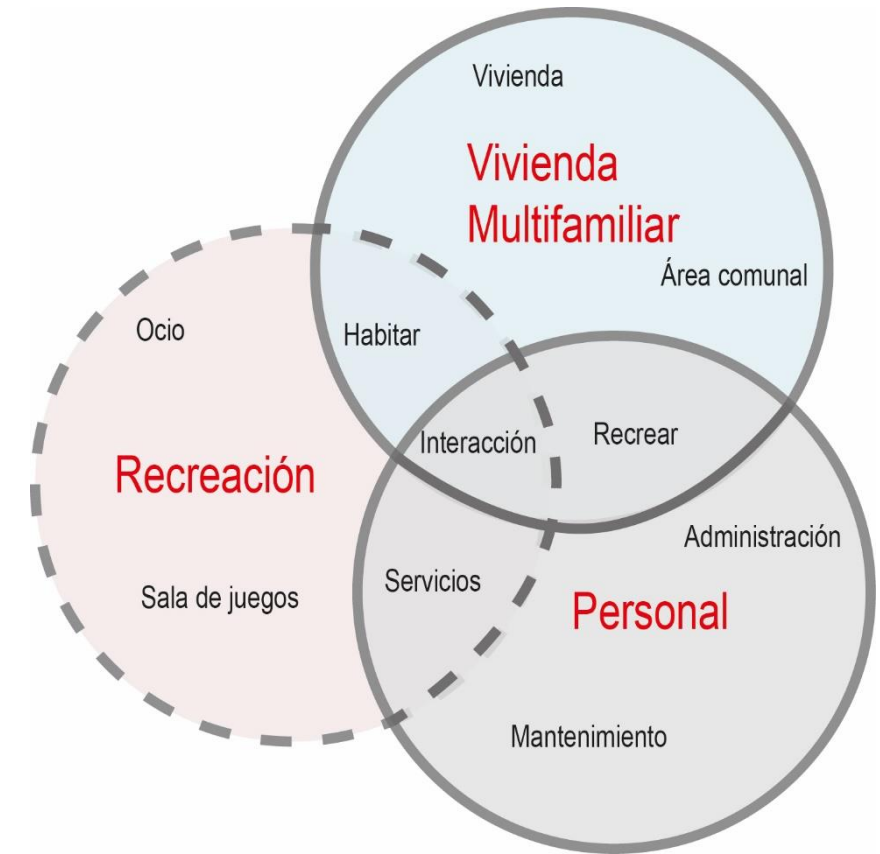 Vivienda
Vivienda
Multifamiliar
Área comunal
Ocio
Habitar
Interacción
Recrear
Recreación
Administración
Servicios
Sala de juegos
Personal
Mantenimiento